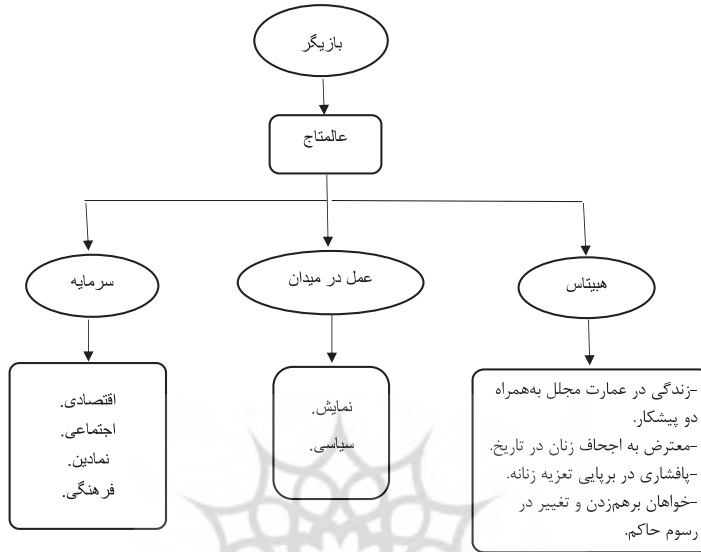 بازیگر
عالمتاج
هبیتاس
عمل در میدان
سرمایه
-زندگی در عمارت مجلل به‌همراه
دو پیشکار.
-معترض به اجحاف زنان در تاریخ.
-پافشاری در برپایی تعزیه زنانه.
-خواهان برهم‌زدن و تغییر در
رسوم حاکم.
نمایش.
سیاسی.
اقتصادی.
اجتماعی.
نمادین.
فرهنگی.